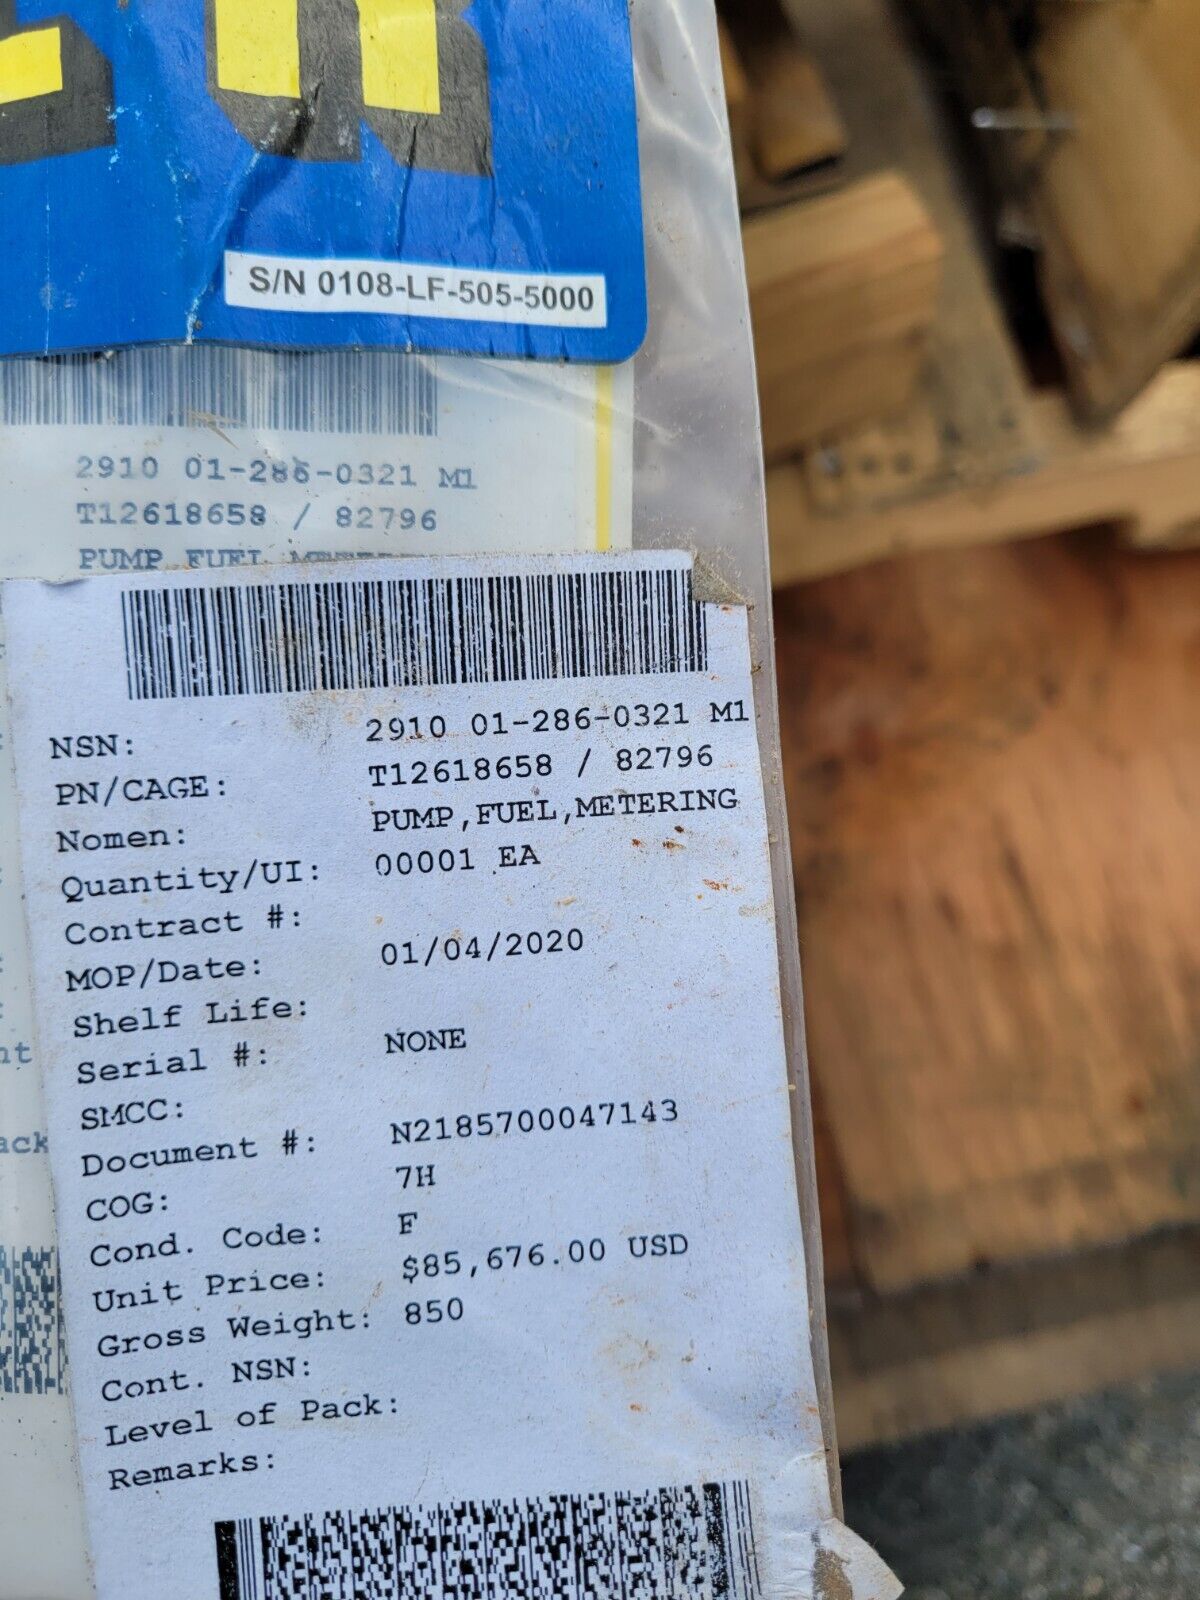 S/N 0108-LF-505-5000
2910 01-286-0321 M1
T12618658 / 82796
PUMP FUEL
NSN: 2910 01-286-0321 M1
PN/CAGE: T12618658 / 82796
Nomen: PUMP,FUEL,METERING
Quantity/UI: 00001 EA
Contract #:
MOP/Date: 01/04/2020
Shelf Life:
Serial #: NONE
SMCC:
Document #: N2185700047143
COG: 7H
Cond. Code: F
Unit Price: $85,676.00 USD
Gross Weight: 850
Cont. NSN:
Level of Pack:
Remarks: